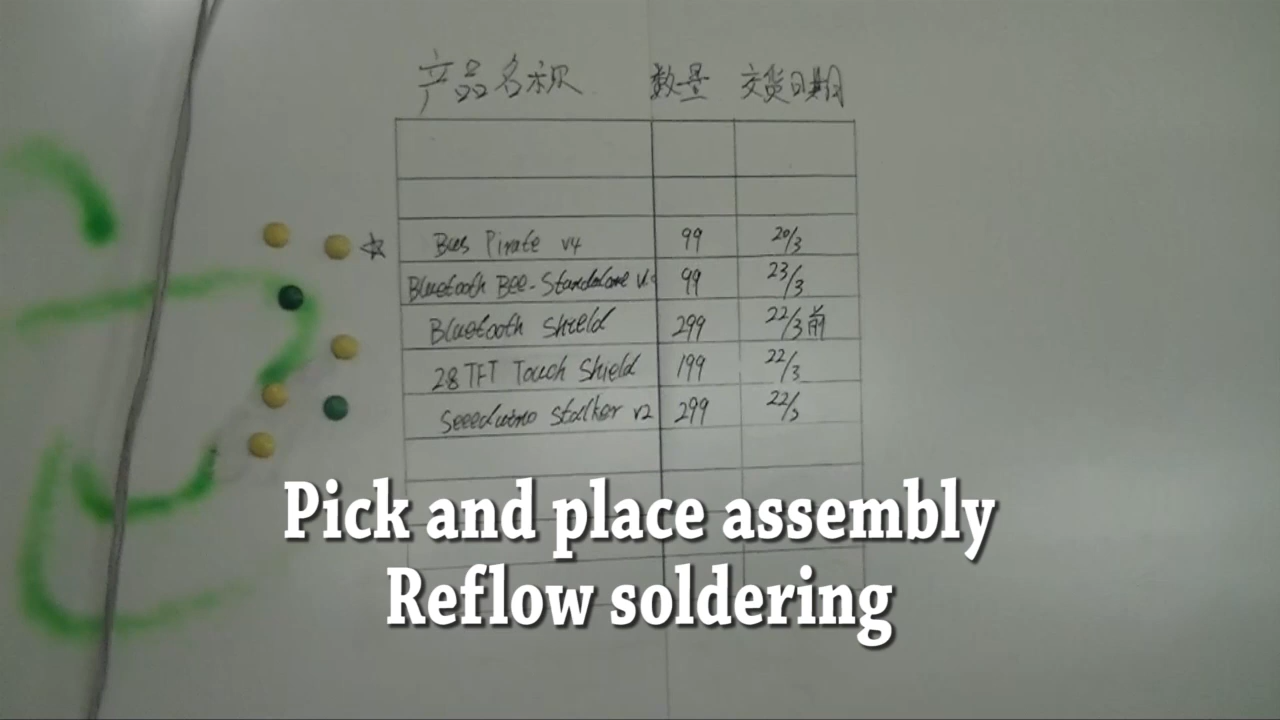 产品名称 数量 交货日期
☆ Bus Pirate v4 99 20/3
Bluetooth Bee-Standalone 99 23/3
Bluetooth Shield 299 22/3前
2.8 TFT Touch Shield 199 22/3
Seeeduino Stalker v2 299 22/3
Pick and place assembly
Reflow soldering